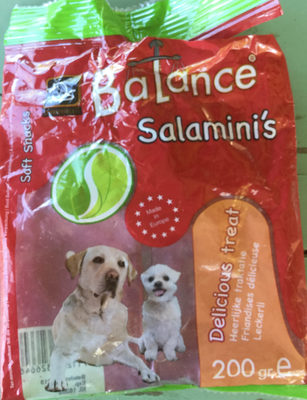 BaLance®
Salamini's
Soft Snacks
Made in
Europe
Delicious treat
Heerlijke traktatie
Friandises délicieuse
Leckerli
200 gr. e